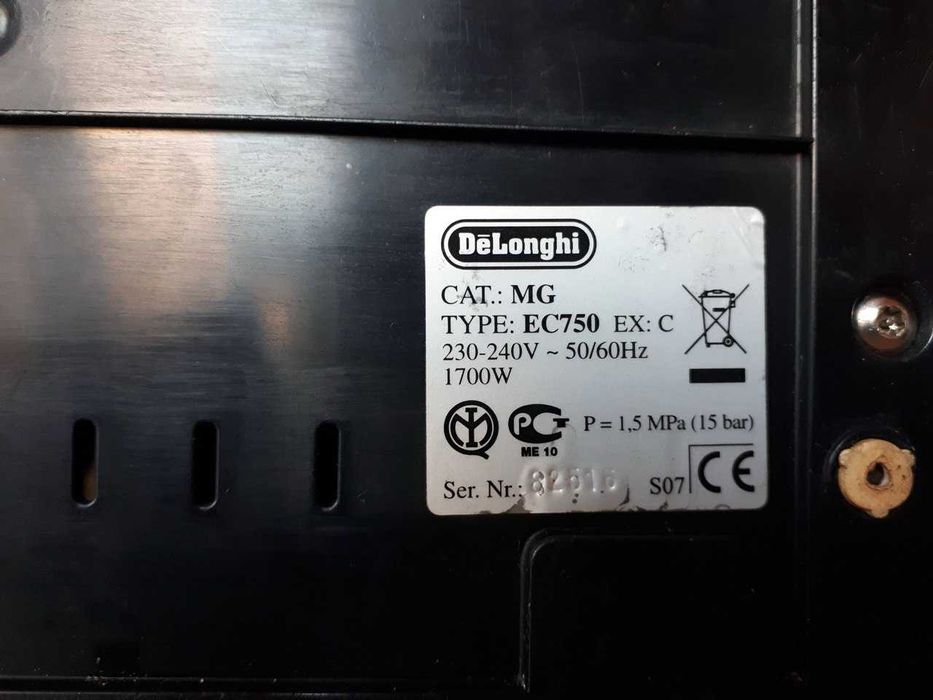 DēLonghi
CAT.: MG
TYPE: EC750 EX: C
230-240V ~ 50/60Hz
1700W
P = 1,5 MPa (15 bar)
ME 10
Ser. Nr.:
S07
CE